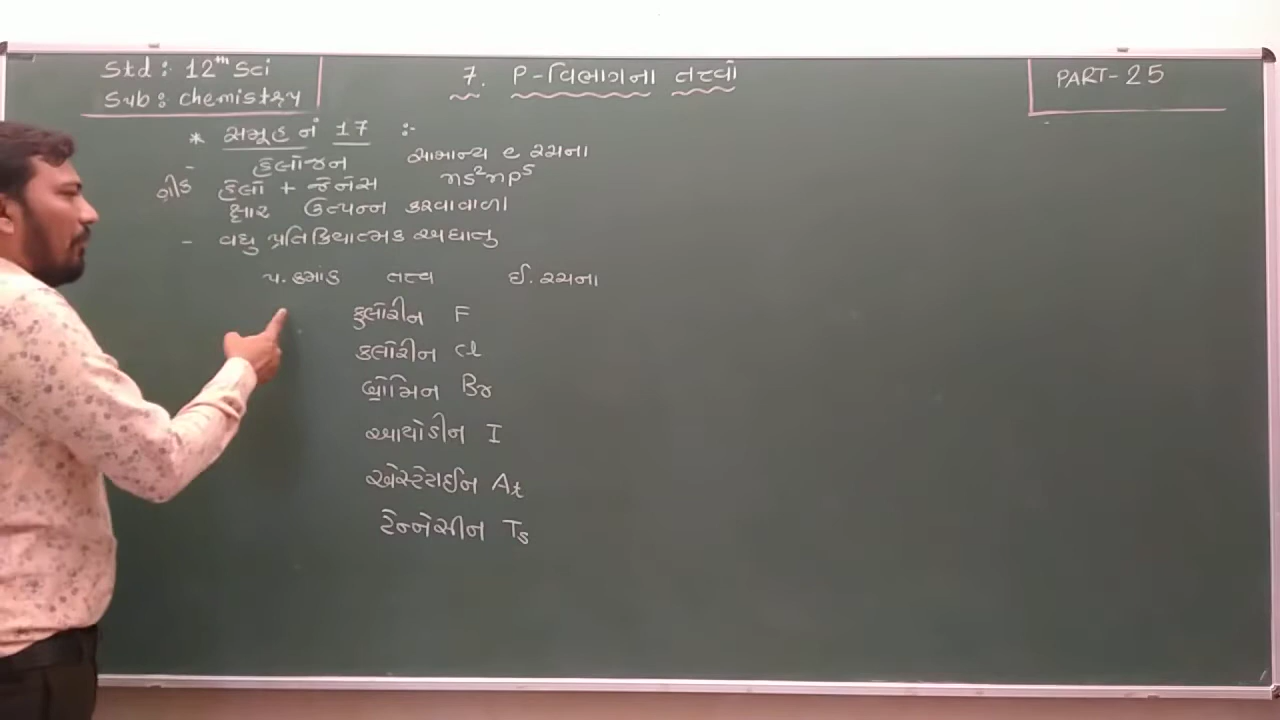 Std : 12th Sci
Sub : Chemistry
7. P-વિભાગના તત્ત્વો
PART-25
* સમૂહ નં 17 :-
- હેલોજન સામાન્ય e રચના
ગ્રીક હેલો + જેનેસ ns²np⁵
ક્ષાર ઉત્પન્ન કરવાવાળા
- વધુ પ્રતિક્રિયાત્મક અધાતુ
પ. ક્રમાંક તત્ત્વ ઈ. રચના
ફ્લોરીન F
ક્લોરીન Cl
બ્રોમિન Br
આયોડીન I
એસ્ટેટાઈન At
ટેન્નેસીન Ts